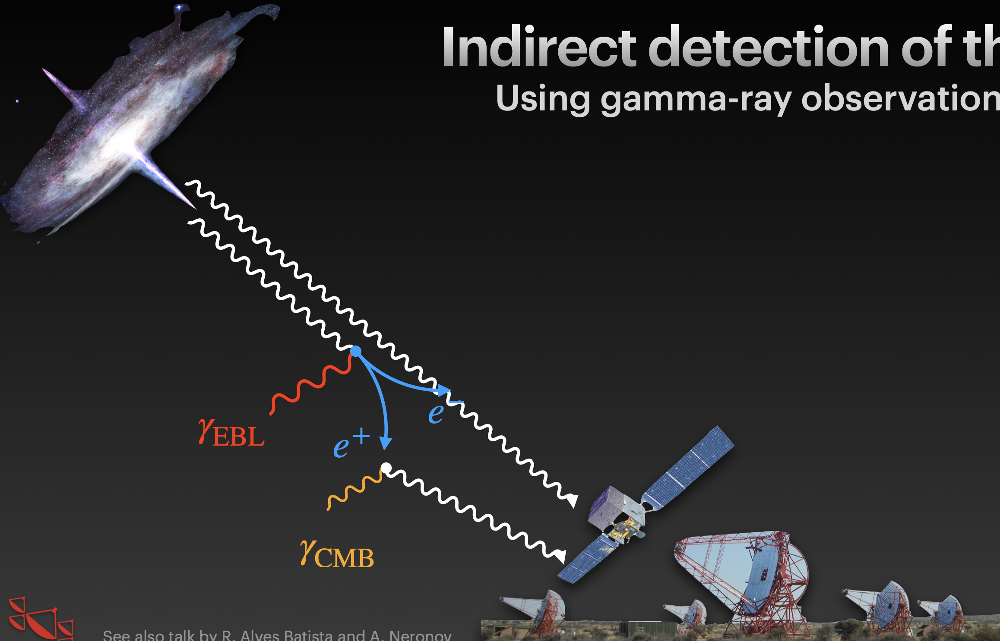 Indirect detection of th
Using gamma-ray observation
e⁻
γEBL
e⁺
γCMB
See also talk by R. Alves Batista and A. Neronov